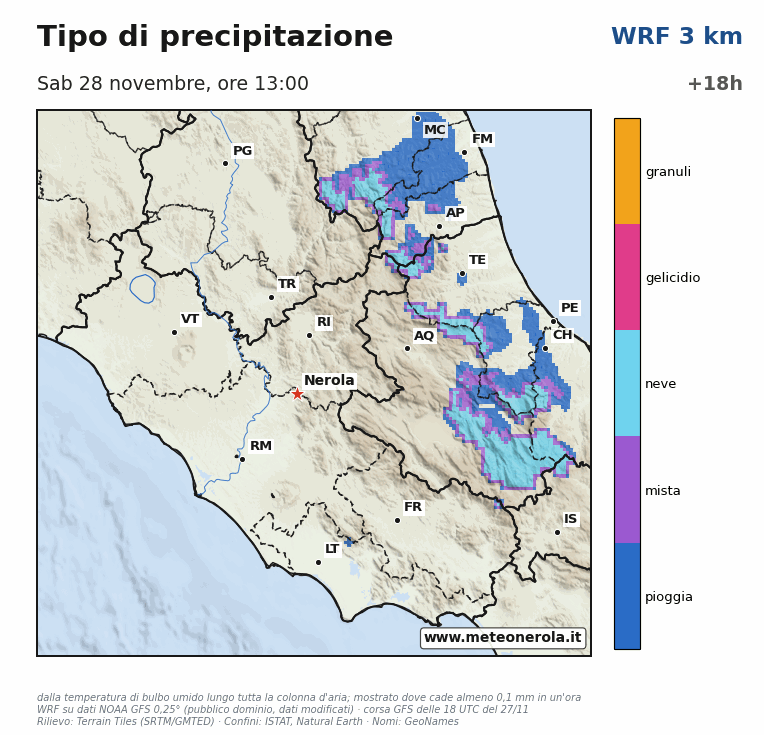 Tipo di precipitazione
WRF 3 km
Sab 28 novembre, ore 13:00
+18h
MC
FM
PG
AP
TE
TR
PE
VT
RI
AQ
CH
Nerola
RM
FR
IS
LT
www.meteonerola.it
granuli
gelicidio
neve
mista
pioggia
dalla temperatura di bulbo umido lungo tutta la colonna d'aria; mostrato dove cade almeno 0,1 mm in un'ora
WRF su dati NOAA GFS 0,25° (pubblico dominio, dati modificati) · corsa GFS delle 18 UTC del 27/11
Rilievo: Terrain Tiles (SRTM/GMTED) · Confini: ISTAT, Natural Earth · Nomi: GeoNames